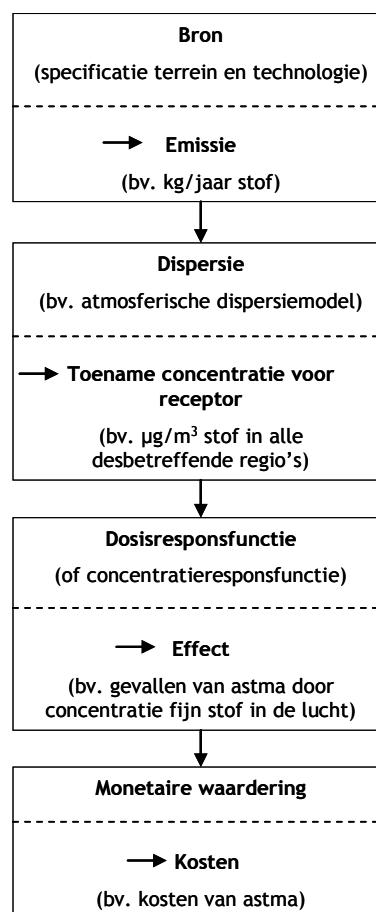 Bron
(specificatie terrein en technologie)
Emissie
(bv. kg/jaar stof)
Dispersie
(bv. atmosferische dispersiemodel)
Toename concentratie voor
receptor
(bv. µg/m³ stof in alle
desbetreffende regio's)
Dosisresponsfunctie
(of concentratieresponsfunctie)
Effect
(bv. gevallen van astma door
concentratie fijn stof in de lucht)
Monetaire waardering
Kosten
(bv. kosten van astma)